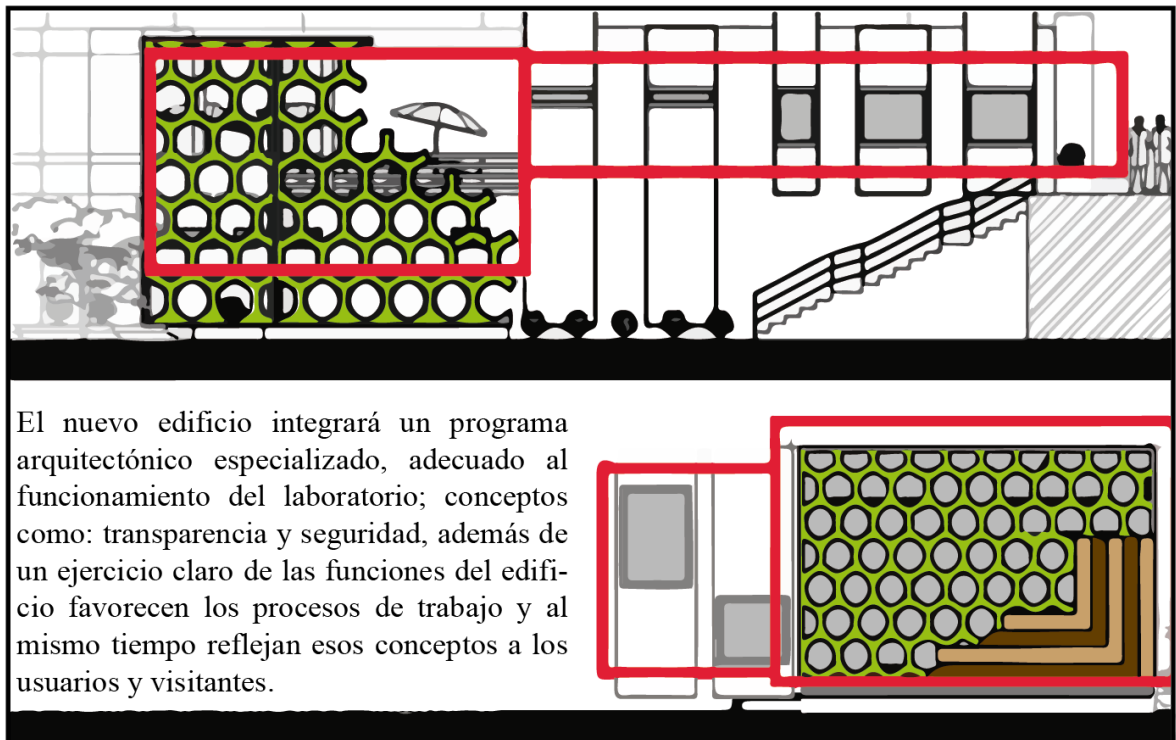 El nuevo edificio integrará un programa
arquitectónico especializado, adecuado al
funcionamiento del laboratorio; conceptos
como: transparencia y seguridad, además de
un ejercicio claro de las funciones del edifi-
cio favorecen los procesos de trabajo y al
mismo tiempo reflejan esos conceptos a los
usuarios y visitantes.